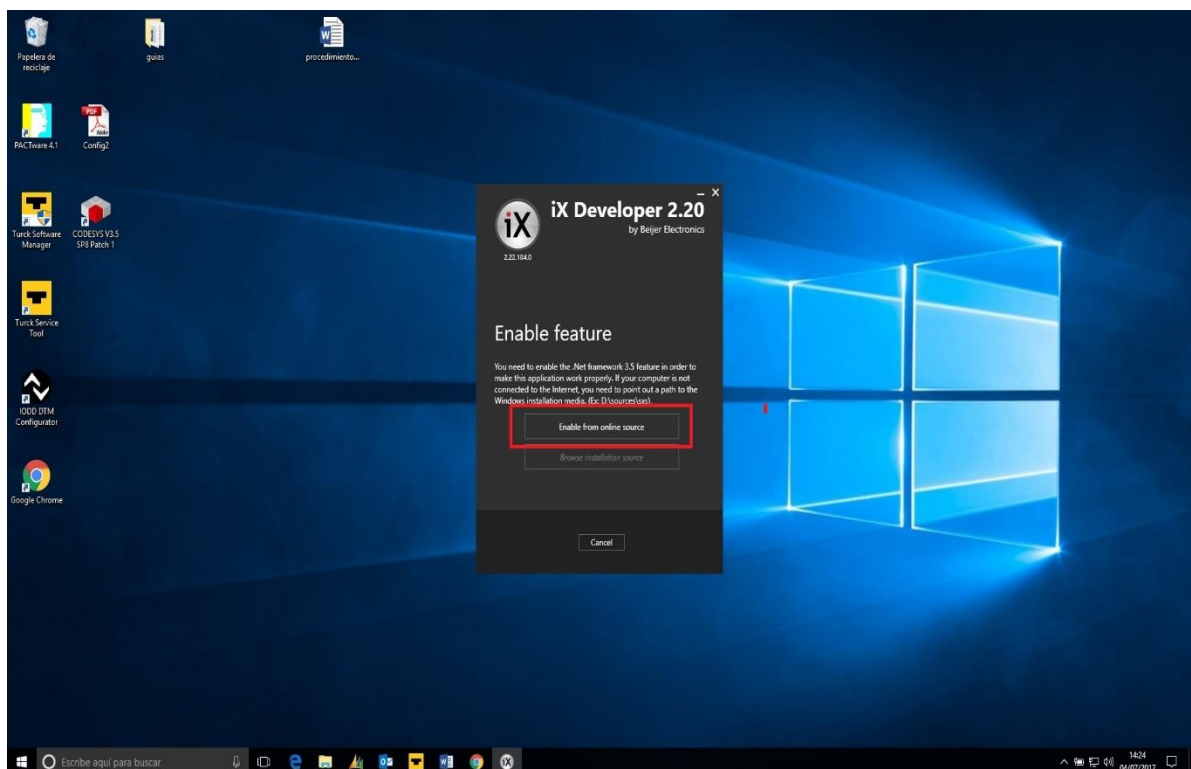 Papelera de
reciclaje
guias
procedimiento...
PACTware 4.1
PDF
Adobe
Config2
Turck Software
Manager
CODESYS V3.5
SP8 Patch 1
Turck Service
Tool
IODD DTM
Configurator
Google Chrome
iX
iX Developer 2.20
by Beijer Electronics
2.22.184.0
Enable feature
You need to enable the .Net framework 3.5 feature in order to
make this application work properly. If your computer is not
connected to the Internet, you need to point out a path to the
Windows installation media. (Ex: D:\sources\sxs).
Enable from online source
Browse installation source
Cancel
Escribe aquí para buscar
14:24
04/07/2017